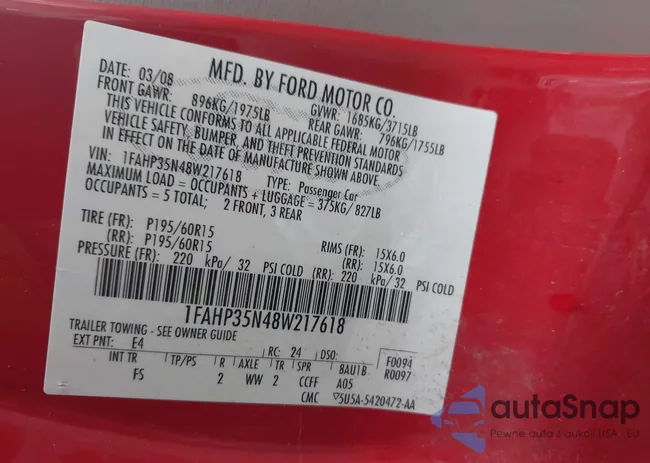 MFD. BY FORD MOTOR CO.
DATE: 03/08 GVWR: 1685KG/3715LB
FRONT GAWR: 896KG/1975LB REAR GAWR: 796KG/1755LB
THIS VEHICLE CONFORMS TO ALL APPLICABLE FEDERAL MOTOR
VEHICLE SAFETY, BUMPER, AND THEFT PREVENTION STANDARDS
IN EFFECT ON THE DATE OF MANUFACTURE SHOWN ABOVE.
VIN: 1FAHP35N48W217618 TYPE: Passenger Car
MAXIMUM LOAD = OCCUPANTS + LUGGAGE = 375KG/ 827LB
OCCUPANTS = 5 TOTAL; 2 FRONT, 3 REAR
TIRE (FR): P195/60R15 RIMS (FR): 15X6.0
(RR): P195/60R15 (RR): 15X6.0
PRESSURE (FR): 220 kPa/ 32 PSI COLD (RR): 220 kPa/ 32 PSI COLD
1FAHP35N48W217618
TRAILER TOWING - SEE OWNER GUIDE
EXT PNT: E4 RC: 24 DSO: F0094
INT TR TP/PS R AXLE TR SPR BAU1B R0097
FS 2 WW 2 CCFF A05
CMC 5U5A-5420472-AA
autaSnap
Pewne auta z aukcji USA - EU